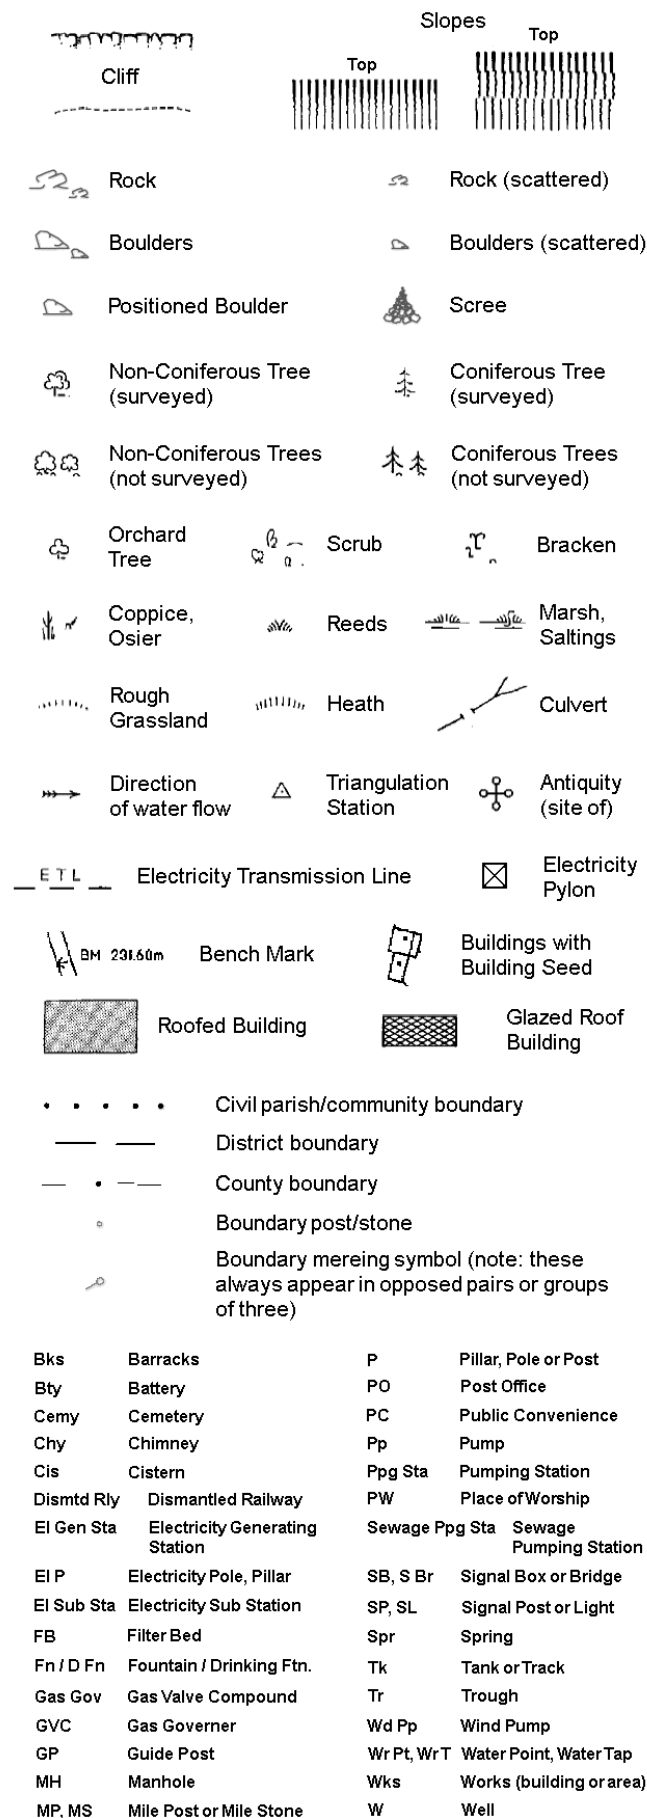 Slopes
Top
Top
Cliff
Rock
Rock (scattered)
Boulders
Boulders (scattered)
Positioned Boulder
Scree
Non-Coniferous Tree
(surveyed)
Coniferous Tree
(surveyed)
Non-Coniferous Trees
(not surveyed)
Coniferous Trees
(not surveyed)
Orchard
Tree
Scrub
Bracken
Coppice,
Osier
Reeds
Marsh,
Saltings
Rough
Grassland
Heath
Culvert
Direction
of water flow
Triangulation
Station
Antiquity
(site of)
E T L
Electricity Transmission Line
Electricity
Pylon
BM 231.60m
Bench Mark
Buildings with
Building Seed
Roofed Building
Glazed Roof
Building
Civil parish/community boundary
District boundary
County boundary
Boundary post/stone
Boundary mereing symbol (note: these
always appear in opposed pairs or groups
of three)
Bks Barracks
P Pillar, Pole or Post
Bty Battery
PO Post Office
Cemy Cemetery
PC Public Convenience
Chy Chimney
Pp Pump
Cis Cistern
Ppg Sta Pumping Station
Dismtd Rly Dismantled Railway
PW Place of Worship
El Gen Sta Electricity Generating
Station
Sewage Ppg Sta Sewage
Pumping Station
El P Electricity Pole, Pillar
SB, S Br Signal Box or Bridge
El Sub Sta Electricity Sub Station
SP, SL Signal Post or Light
FB Filter Bed
Spr Spring
Fn / D Fn Fountain / Drinking Ftn.
Tk Tank or Track
Gas Gov Gas Valve Compound
Tr Trough
GVC Gas Governer
Wd Pp Wind Pump
GP Guide Post
Wr Pt, Wr T Water Point, Water Tap
MH Manhole
Wks Works (building or area)
MP, MS Mile Post or Mile Stone
W Well